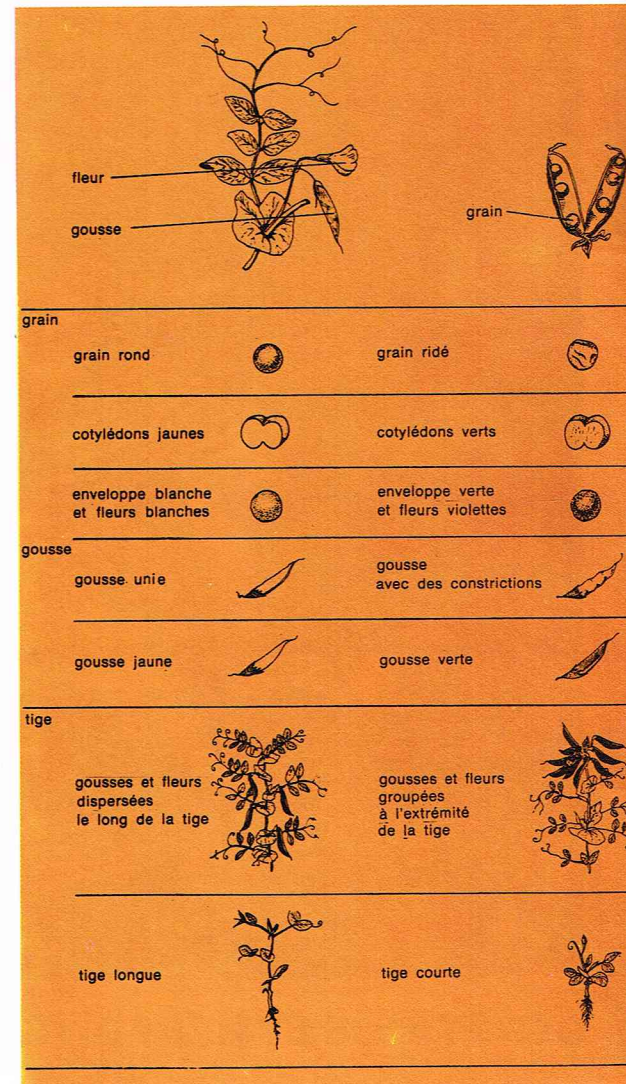 fleur
gousse
grain
grain
grain rond
grain ridé
cotylédons jaunes
cotylédons verts
enveloppe blanche
et fleurs blanches
enveloppe verte
et fleurs violettes
gousse
gousse unie
gousse
avec des constrictions
gousse jaune
gousse verte
tige
gousses et fleurs
dispersées
le long de la tige
gousses et fleurs
groupées
à l'extrémité
de la tige
tige longue
tige courte